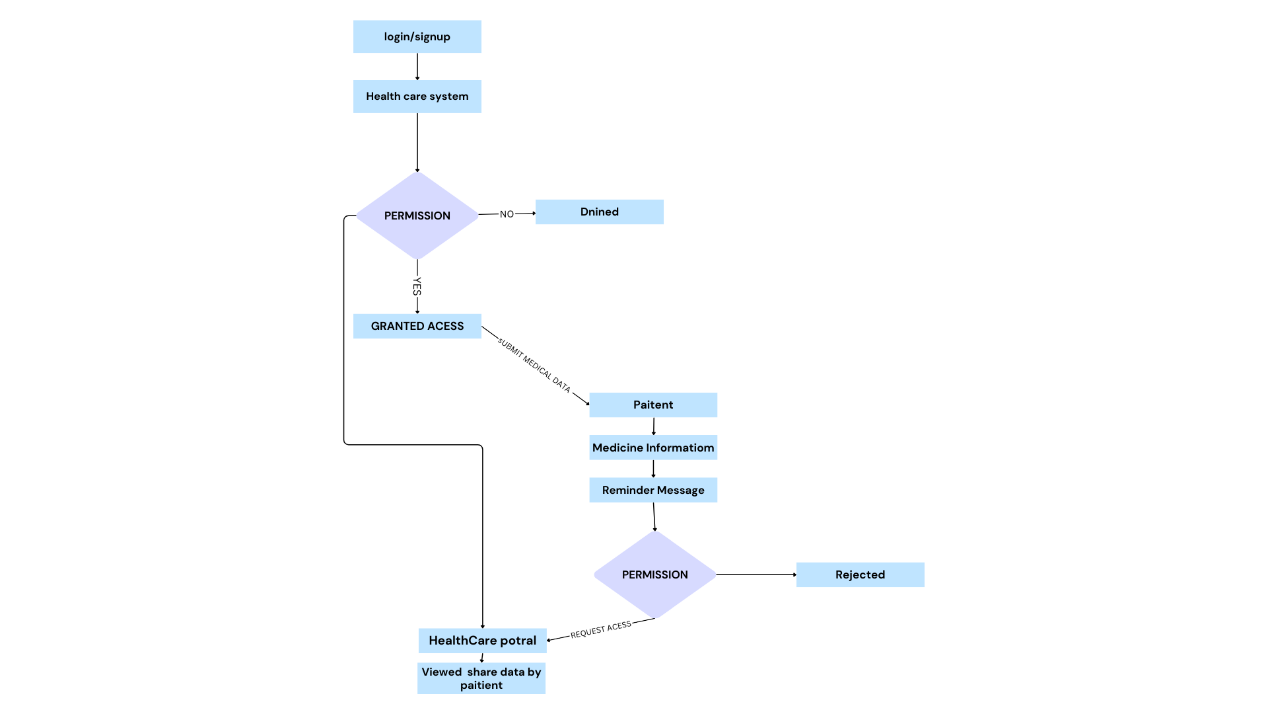 login/signup
Health care system
PERMISSION
NO
Dnined
YES
GRANTED ACESS
sUBMIT MEDICAL DATA
Paitent
Medicine Informatiom
Reminder Message
PERMISSION
Rejected
REQUEST ACESS
HealthCare potral
Viewed share data by
paitient